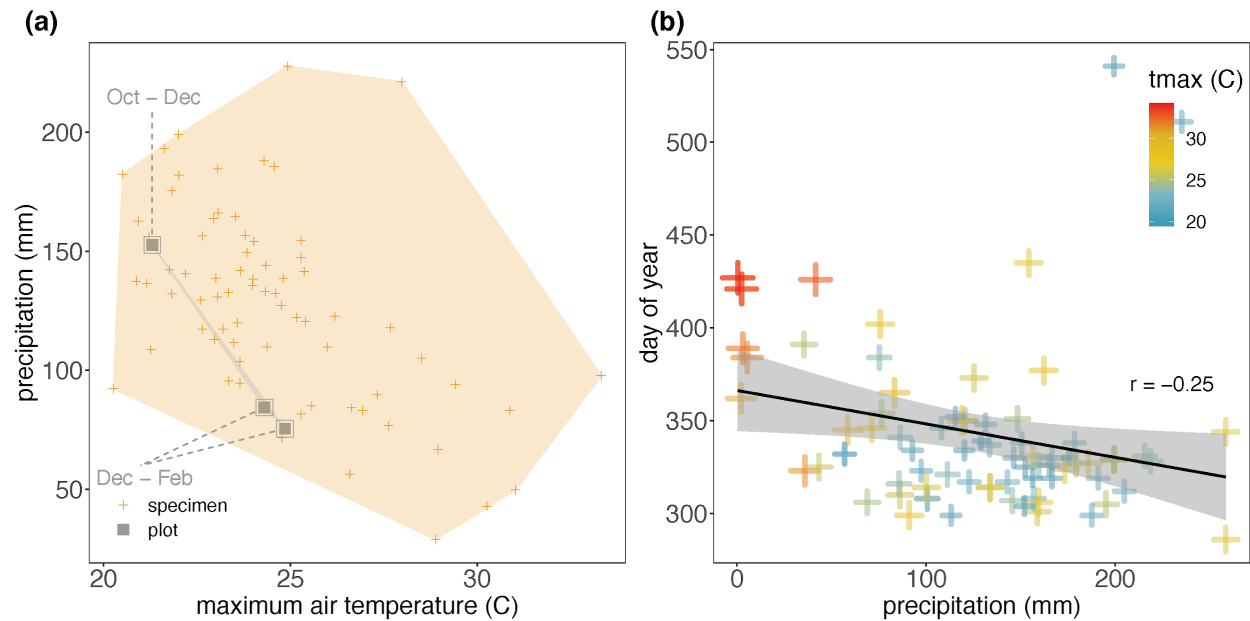 (a)
Oct – Dec
200
150
100
50
precipitation (mm)
Dec – Feb
specimen
plot
20
25
30
maximum air temperature (C)
(b)
550
500
450
400
350
300
day of year
tmax (C)
30
25
20
r = −0.25
0
100
200
precipitation (mm)